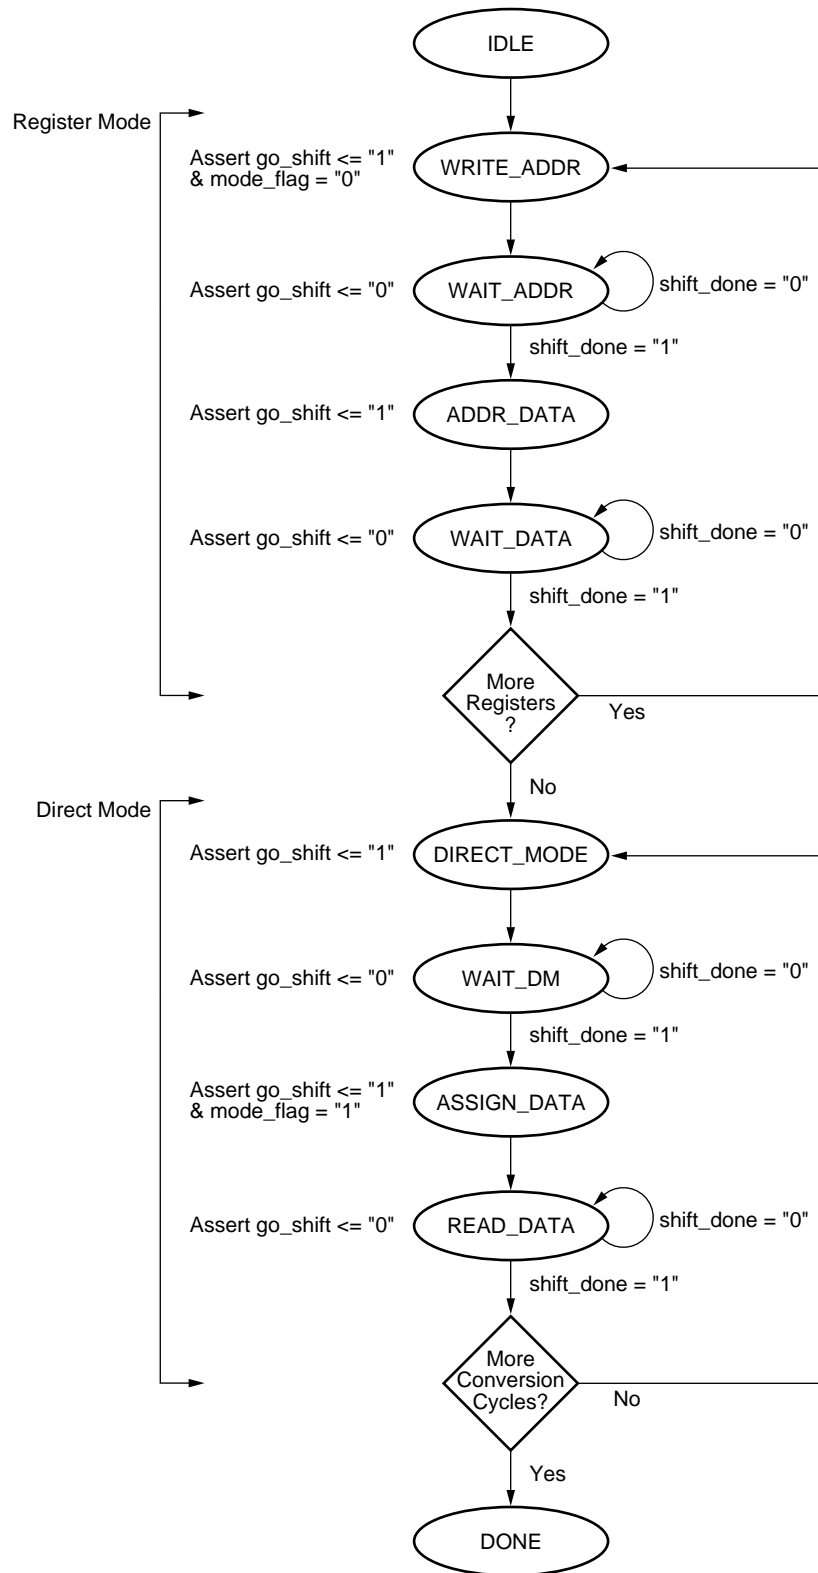 IDLE
Register Mode
Assert go_shift <= "1"
& mode_flag = "0"
WRITE_ADDR
Assert go_shift <= "0"
WAIT_ADDR
shift_done = "0"
shift_done = "1"
Assert go_shift <= "1"
ADDR_DATA
Assert go_shift <= "0"
WAIT_DATA
shift_done = "0"
shift_done = "1"
More
Registers
?
Yes
No
Direct Mode
Assert go_shift <= "1"
DIRECT_MODE
Assert go_shift <= "0"
WAIT_DM
shift_done = "0"
shift_done = "1"
Assert go_shift <= "1"
& mode_flag = "1"
ASSIGN_DATA
Assert go_shift <= "0"
READ_DATA
shift_done = "0"
shift_done = "1"
More
Conversion
Cycles?
No
Yes
DONE